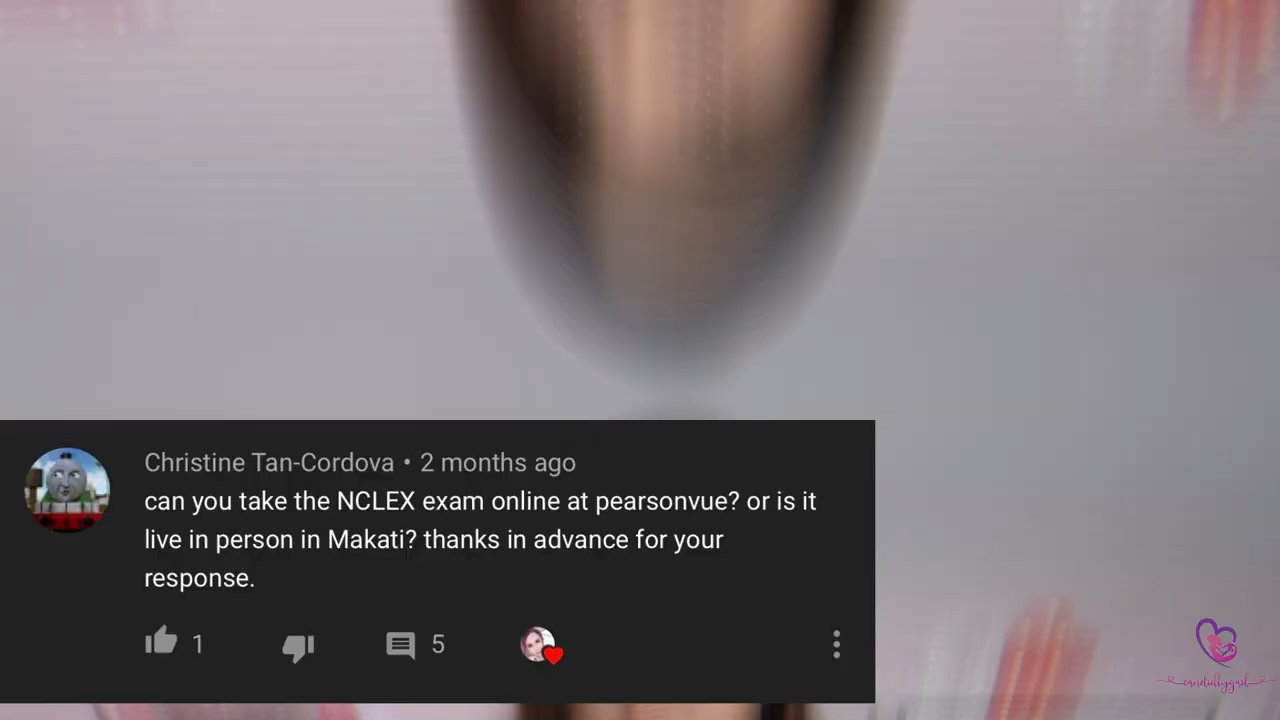 Christine Tan-Cordova • 2 months ago
can you take the NCLEX exam online at pearsonvue? or is it
live in person in Makati? thanks in advance for your
response.
1
5
candidlygail